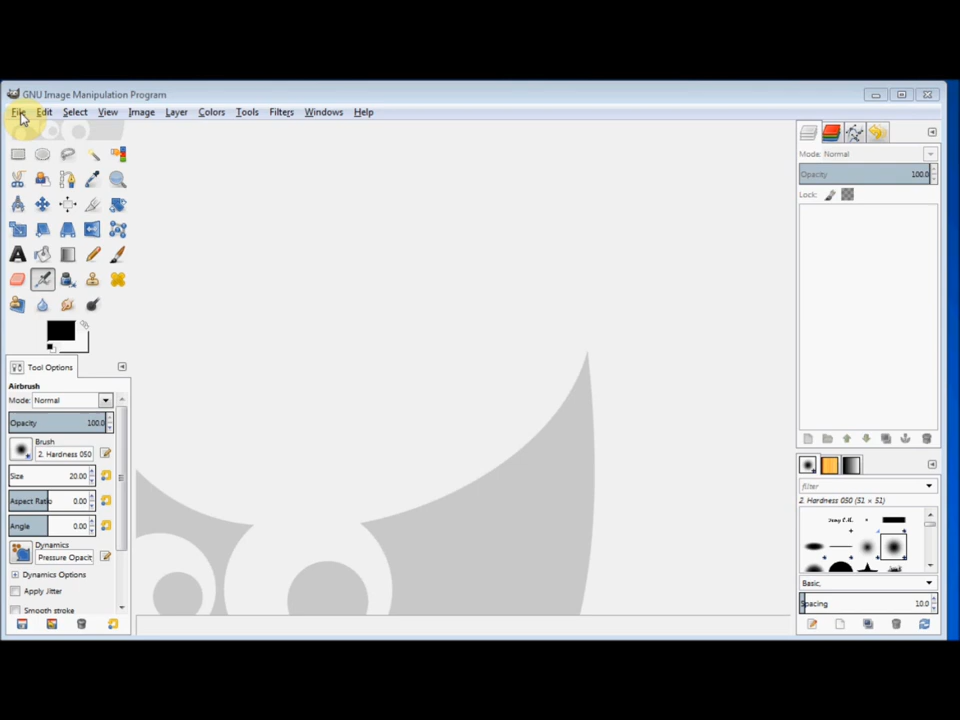 GNU Image Manipulation Program
File Edit Select View Image Layer Colors Tools Filters Windows Help
Tool Options
Airbrush
Mode: Normal
Opacity 100.0
Brush
2. Hardness 050
Size 20.00
Aspect Ratio 0.00
Angle 0.00
Dynamics
Pressure Opacit
Dynamics Options
Apply Jitter
Smooth stroke
Mode: Normal
Opacity 100.0
Lock:
filter
2. Hardness 050 (51 × 51)
Basic,
Spacing 10.0